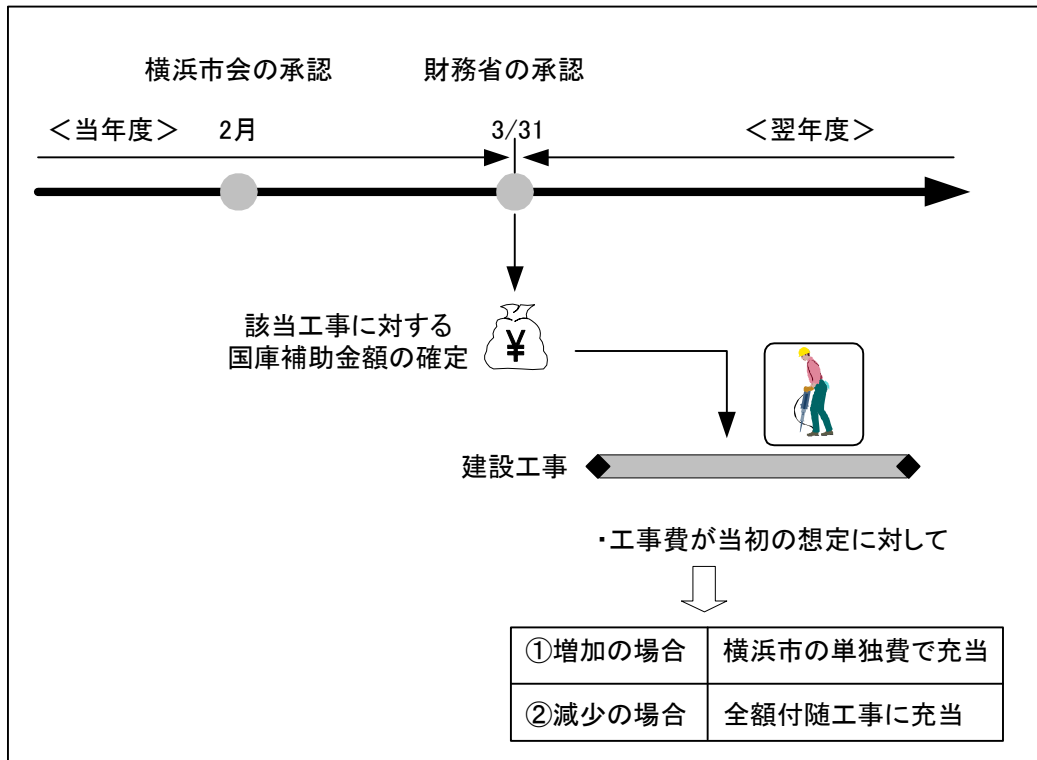 横浜市会の承認
財務省の承認
＜当年度＞
2月
3/31
＜翌年度＞
該当工事に対する
国庫補助金額の確定
¥
建設工事
・工事費が当初の想定に対して
①増加の場合
横浜市の単独費で充当
②減少の場合
全額付随工事に充当